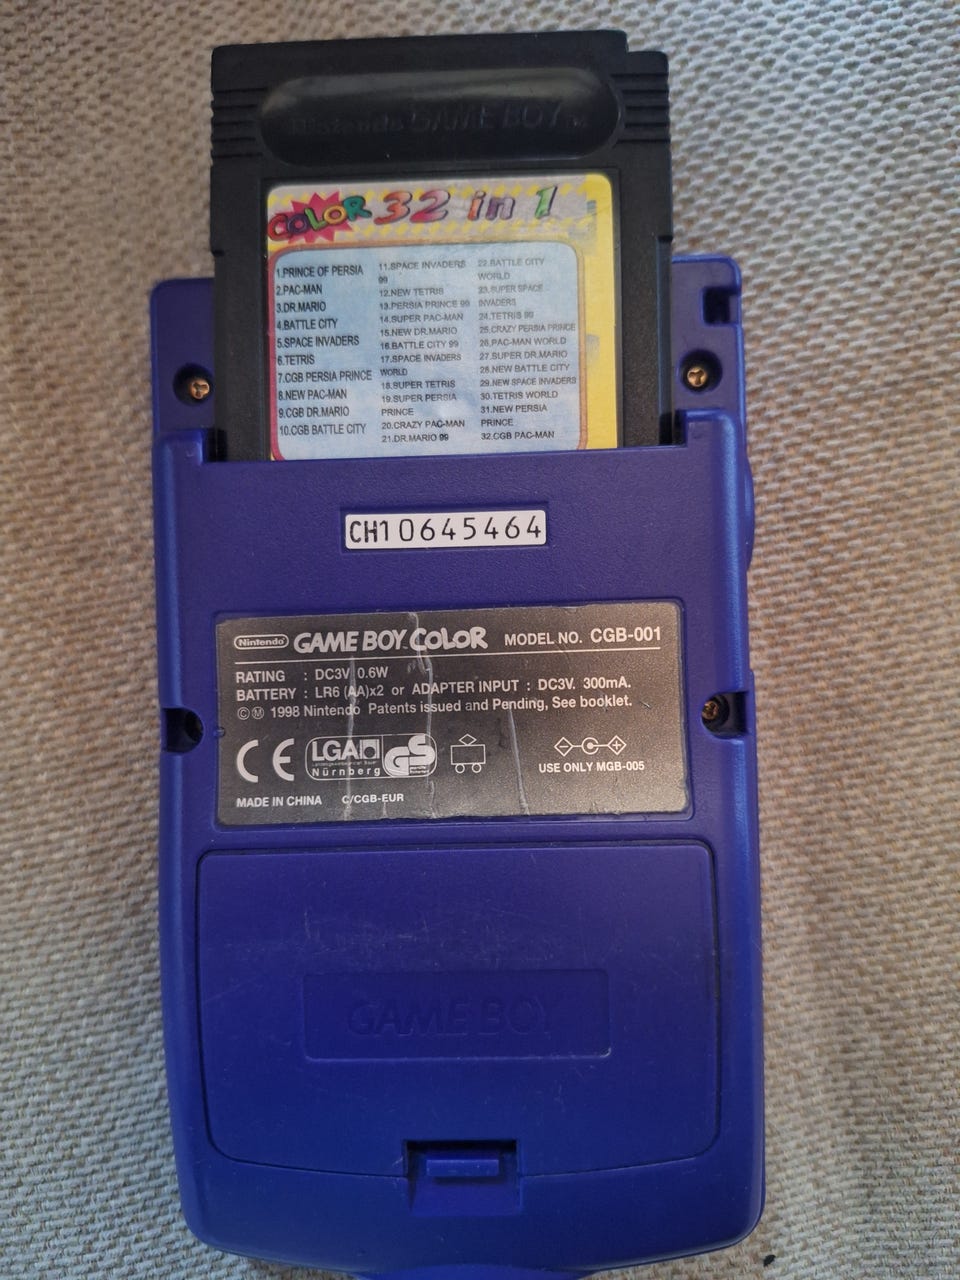 Nintendo GAME BOY TM
COLOR 32 in 1
1.PRINCE OF PERSIA
2.PAC-MAN
3.DR.MARIO
4.BATTLE CITY
5.SPACE INVADERS
6.TETRIS
7.CGB PERSIA PRINCE
8.NEW PAC-MAN
9.CGB DR.MARIO
10.CGB BATTLE CITY
11.SPACE INVADERS
99
12.NEW TETRIS
13.PERSIA PRINCE 99
14.SUPER PAC-MAN
15.NEW DR.MARIO
16.BATTLE CITY 99
17.SPACE INVADERS
WORLD
18.SUPER TETRIS
19.SUPER PERSIA
PRINCE
20.CRAZY PAC-MAN
21.DR.MARIO 99
22.BATTLE CITY
WORLD
23.SUPER SPACE
INVADERS
24.TETRIS 99
25.CRAZY PERSIA PRINCE
26.PAC-MAN WORLD
27.SUPER DR.MARIO
28.NEW BATTLE CITY
29.NEW SPACE INVADERS
30.TETRIS WORLD
31.NEW PERSIA
PRINCE
32.CGB PAC-MAN
CH10645464
Nintendo GAME BOY COLOR MODEL NO. CGB-001
RATING : DC3V 0.6W
BATTERY : LR6 (AA)x2 or ADAPTER INPUT : DC3V. 300mA.
©Ⓜ 1998 Nintendo Patents issued and Pending, See booklet.
CE LGA Nürnberg GS
USE ONLY MGB-005
MADE IN CHINA C/CGB-EUR
GAME BOY